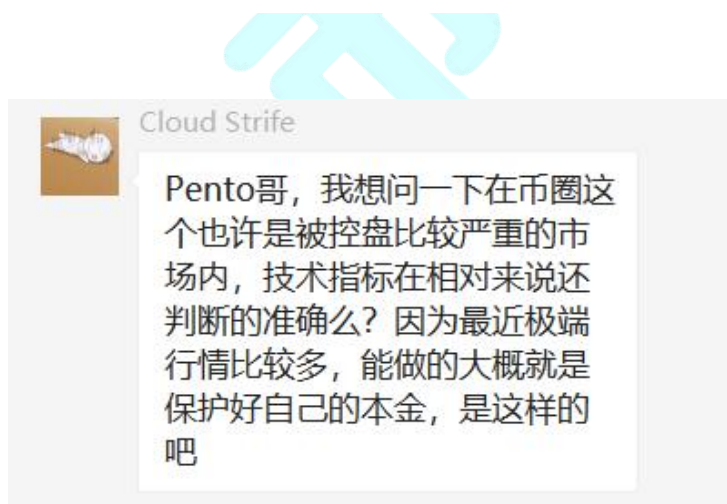 Cloud Strife
Pento哥，我想问一下在币圈这
个也许是被控盘比较严重的市
场内，技术指标在相对来说还
判断的准确么？因为最近极端
行情比较多，能做的大概就是
保护好自己的本金，是这样的
吧